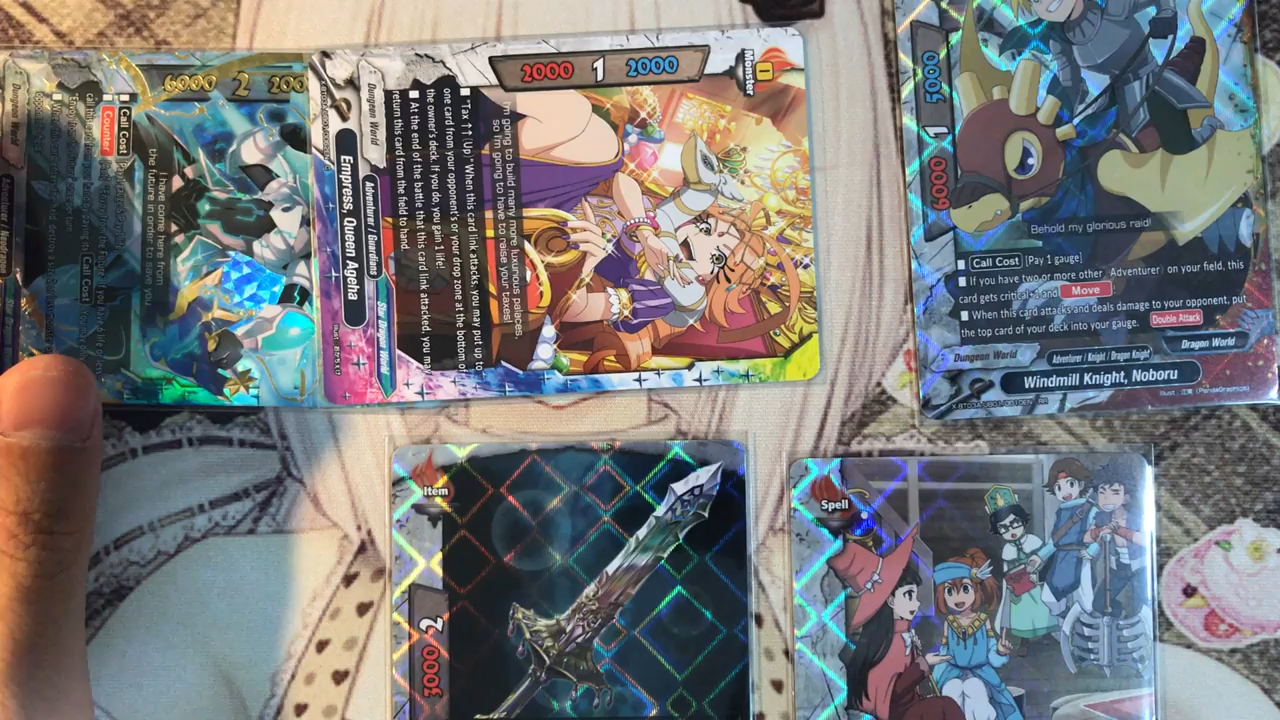 6000 2 200
I have come here from
the future in order to save you
Call Cost
Counter
Call Cost
Dungeon World
2000 1 2000
Monster
I'm going to build many more luxurious palaces,
so I'm going to have to raise your taxes!
■ "Tax ↑↑ (Up)" When this card link attacks, you may put up to
one card from your opponent's or your drop zone at the bottom of
the owner's deck. If you do, you gain 1 life!
■ At the end of the battle that this card link attacked, you may
return this card from the field to hand.
Dungeon World
Adventurer / Guardians
Star Dragon World
Empress, Queen Ageha
6000 1 5000
Behold my glorious raid!
■ Call Cost [Pay 1 gauge]
■ If you have two or more other Adventurer on your field, this
card gets critical+1 and Move
■ When this card attacks and deals damage to your opponent, put
the top card of your deck into your gauge. Double Attack
Dungeon World
Adventurer / Knight / Dragon Knight
Dragon World
Windmill Knight, Noboru
Item
3000 2
Spell